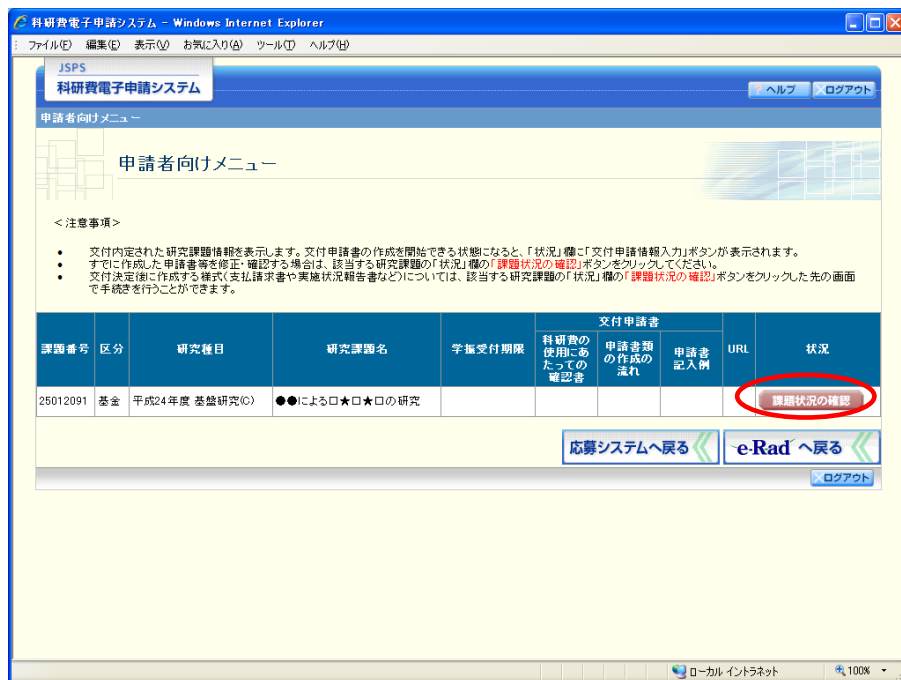 科研費電子申請システム - Windows Internet Explorer
ファイル(F) 編集(E) 表示(V) お気に入り(A) ツール(T) ヘルプ(H)
JSPS
科研費電子申請システム
? ヘルプ ログアウト
申請者向けメニュー
申請者向けメニュー
＜注意事項＞
• 交付内定された研究課題情報を表示します。交付申請書の作成を開始できる状態になると、「状況」欄に「交付申請情報入力」ボタンが表示されます。
• すでに作成した申請書等を修正・確認する場合は、該当する研究課題の「状況」欄の「課題状況の確認」ボタンをクリックしてください。
• 交付決定後に作成する様式(支払請求書や実施状況報告書など)については、該当する研究課題の「状況」欄の「課題状況の確認」ボタンをクリックした先の画面
で手続きを行うことができます。
交付申請書
課題番号 区分 研究種目 研究課題名 学振受付期限 科研費の使用にあたっての確認書 申請書類の作成の流れ 申請書記入例 URL 状況
25012091 基金 平成24年度 基盤研究(C) ●●による□★□★□の研究 課題状況の確認
応募システムへ戻る e-Rad へ戻る
ログアウト
ローカル イントラネット 100%